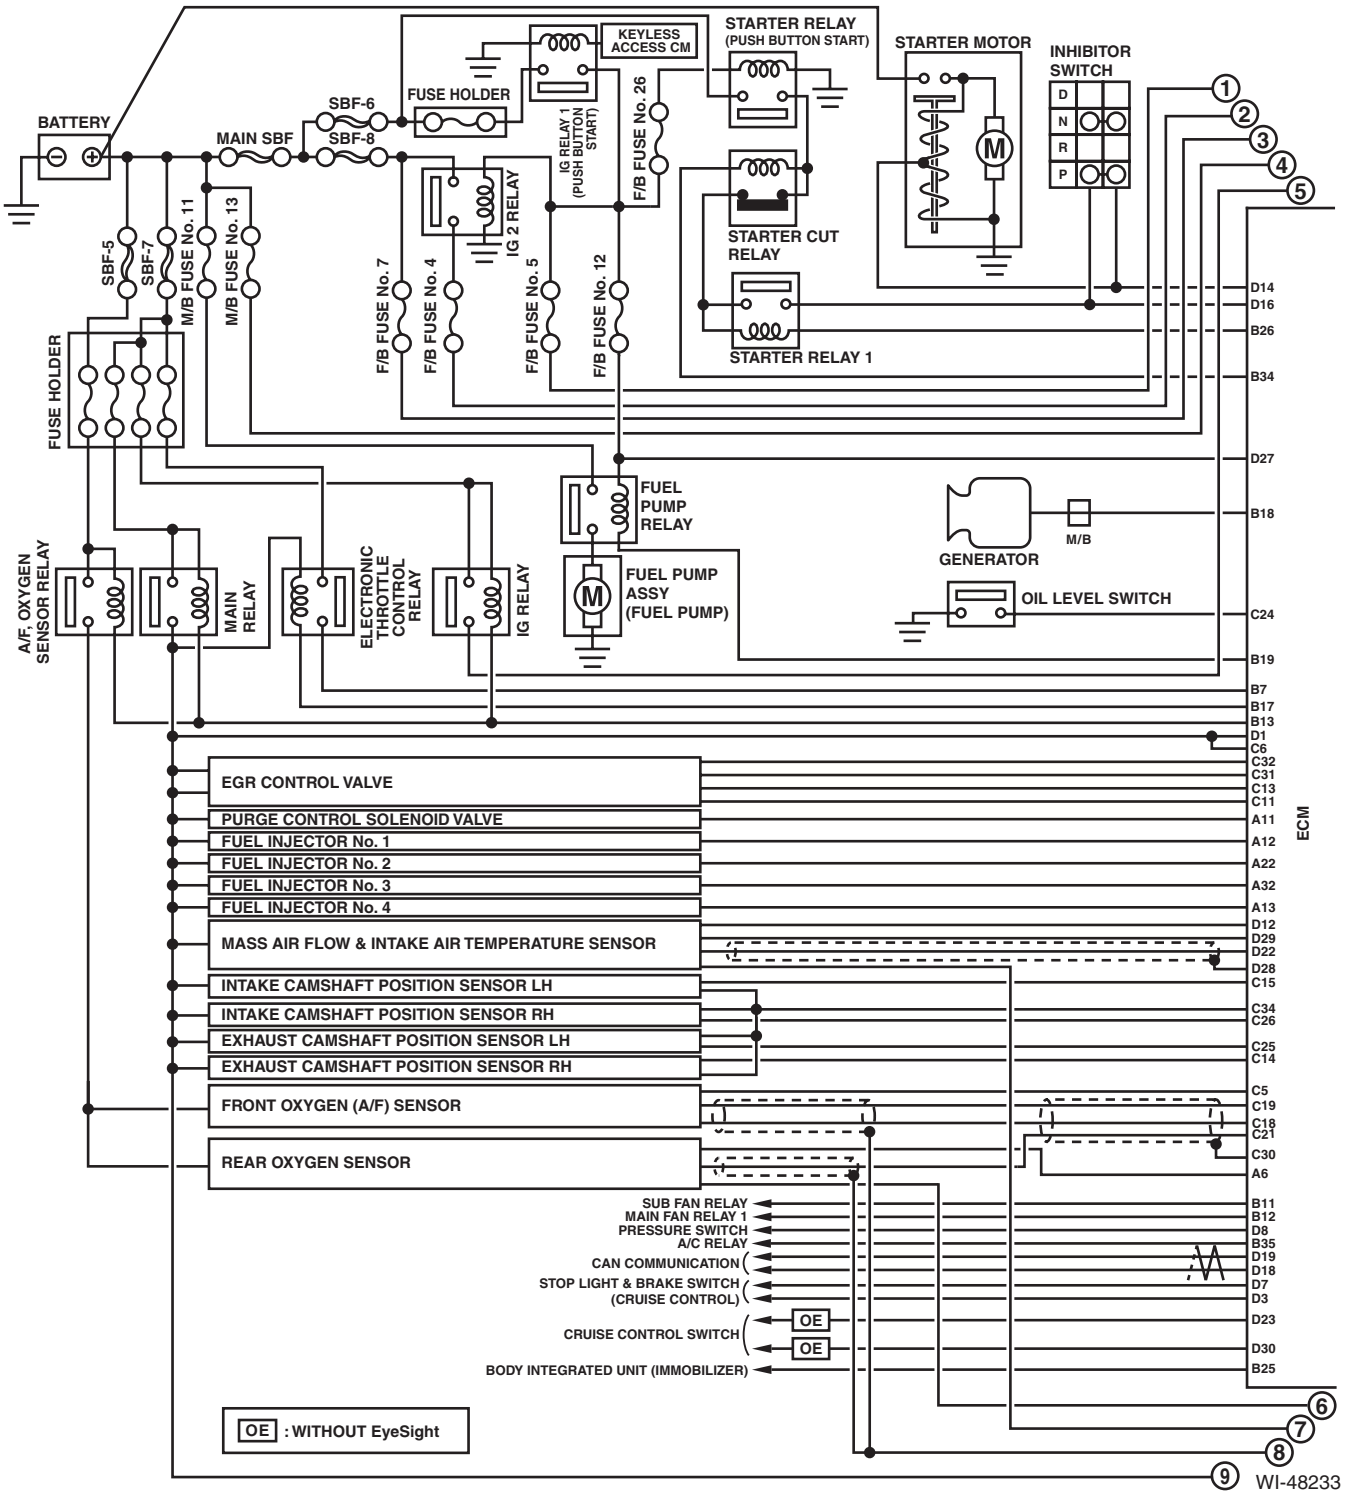 STARTER RELAY
(PUSH BUTTON START)
KEYLESS
ACCESS CM
STARTER MOTOR
INHIBITOR
SWITCH
D
N
R
P
1
2
3
4
5
BATTERY
MAIN SBF
SBF-6
SBF-8
FUSE HOLDER
IG RELAY 1
(PUSH BUTTON
START)
F/B FUSE No. 26
M
IG 2 RELAY
STARTER CUT
RELAY
STARTER RELAY 1
SBF-5
SBF-7
M/B FUSE No. 11
M/B FUSE No. 13
F/B FUSE No. 7
F/B FUSE No. 4
F/B FUSE No. 5
F/B FUSE No. 12
FUSE HOLDER
D14
D16
B26
B34
D27
FUEL
PUMP
RELAY
GENERATOR
M/B
B18
A/F, OXYGEN
SENSOR RELAY
MAIN
RELAY
ELECTRONIC
THROTTLE
CONTROL
RELAY
IG RELAY
M
FUEL PUMP
ASSY
(FUEL PUMP)
OIL LEVEL SWITCH
C24
B19
B7
B17
B13
D1
C6
ECM
EGR CONTROL VALVE
C32
C31
C13
C11
PURGE CONTROL SOLENOID VALVE
A11
FUEL INJECTOR No. 1
A12
FUEL INJECTOR No. 2
A22
FUEL INJECTOR No. 3
A32
FUEL INJECTOR No. 4
A13
MASS AIR FLOW & INTAKE AIR TEMPERATURE SENSOR
D12
D29
D22
D28
INTAKE CAMSHAFT POSITION SENSOR LH
C15
INTAKE CAMSHAFT POSITION SENSOR RH
C34
C26
EXHAUST CAMSHAFT POSITION SENSOR LH
C25
EXHAUST CAMSHAFT POSITION SENSOR RH
C14
FRONT OXYGEN (A/F) SENSOR
C5
C19
C18
C21
REAR OXYGEN SENSOR
C30
A6
SUB FAN RELAY
B11
MAIN FAN RELAY 1
B12
PRESSURE SWITCH
D8
A/C RELAY
B35
CAN COMMUNICATION
D19
D18
STOP LIGHT & BRAKE SWITCH
(CRUISE CONTROL)
D7
D3
CRUISE CONTROL SWITCH
OE
D23
OE
D30
BODY INTEGRATED UNIT (IMMOBILIZER)
B25
OE : WITHOUT EyeSight
6
7
8
9
WI-48233